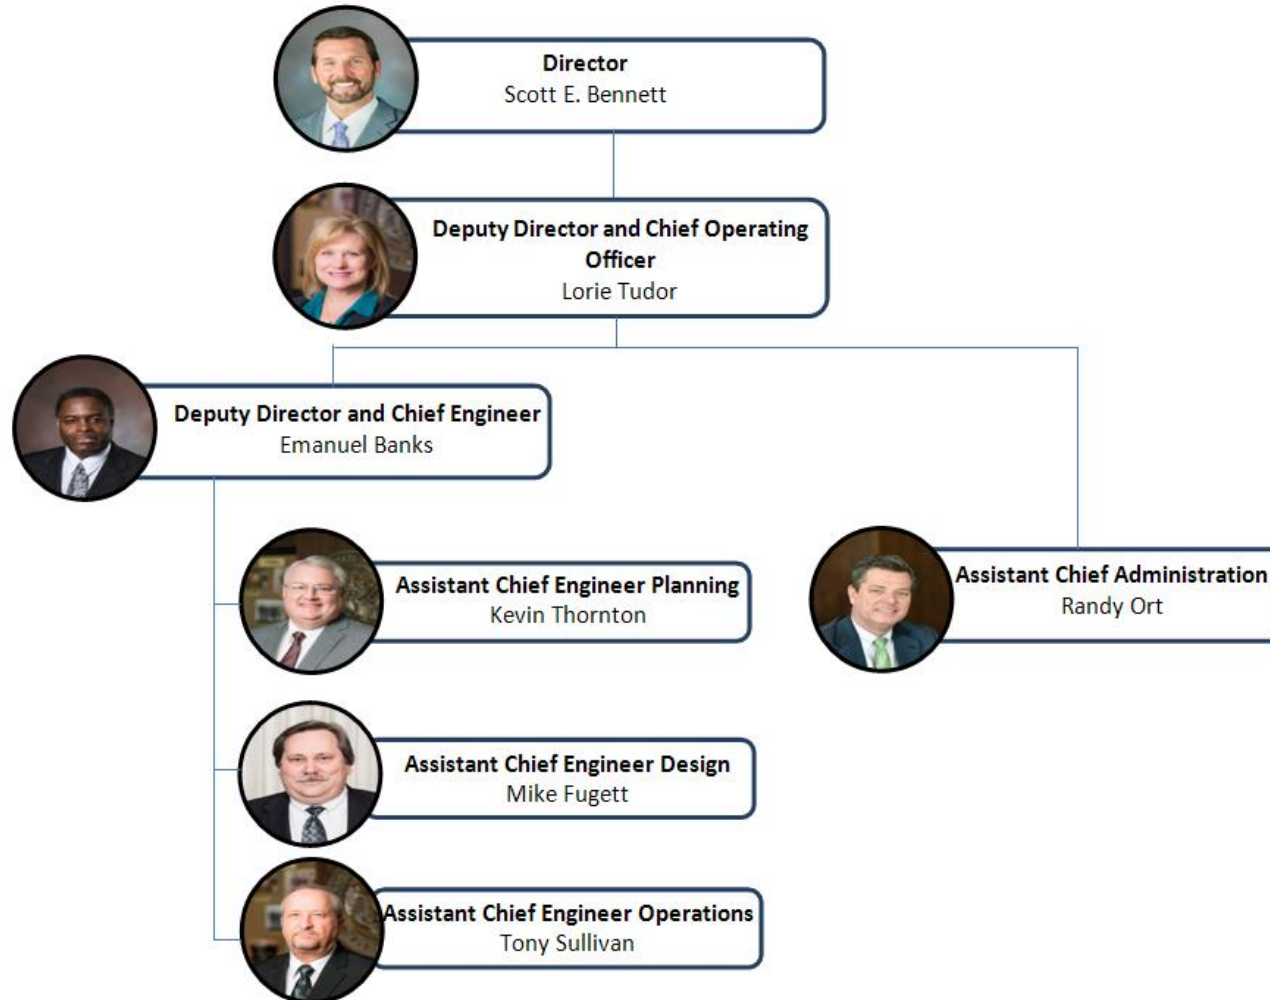 Director
Scott E. Bennett
Deputy Director and Chief Operating
Officer
Lorie Tudor
Deputy Director and Chief Engineer
Emanuel Banks
Assistant Chief Engineer Planning
Kevin Thornton
Assistant Chief Administration
Randy Ort
Assistant Chief Engineer Design
Mike Fugett
Assistant Chief Engineer Operations
Tony Sullivan